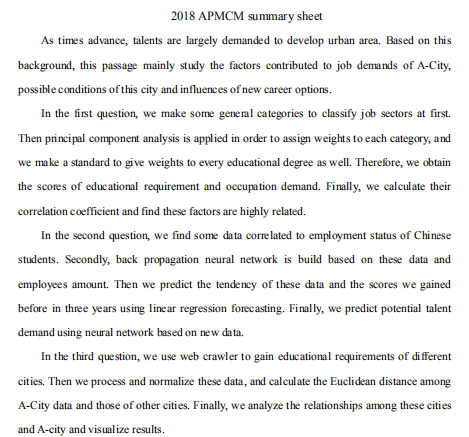 2018 APMCM summary sheet
As times advance, talents are largely demanded to develop urban area. Based on this
background, this passage mainly study the factors contributed to job demands of A-City,
possible conditions of this city and influences of new career options.
In the first question, we make some general categories to classify job sectors at first.
Then principal component analysis is applied in order to assign weights to each category, and
we make a standard to give weights to every educational degree as well. Therefore, we obtain
the scores of educational requirement and occupation demand. Finally, we calculate their
correlation coefficient and find these factors are highly related.
In the second question, we find some data correlated to employment status of Chinese
students. Secondly, back propagation neural network is build based on these data and
employees amount. Then we predict the tendency of these data and the scores we gained
before in three years using linear regression forecasting. Finally, we predict potential talent
demand using neural network based on new data.
In the third question, we use web crawler to gain educational requirements of different
cities. Then we process and normalize these data, and calculate the Euclidean distance among
A-City data and those of other cities. Finally, we analyze the relationships among these cities
and A-city and visualize results.